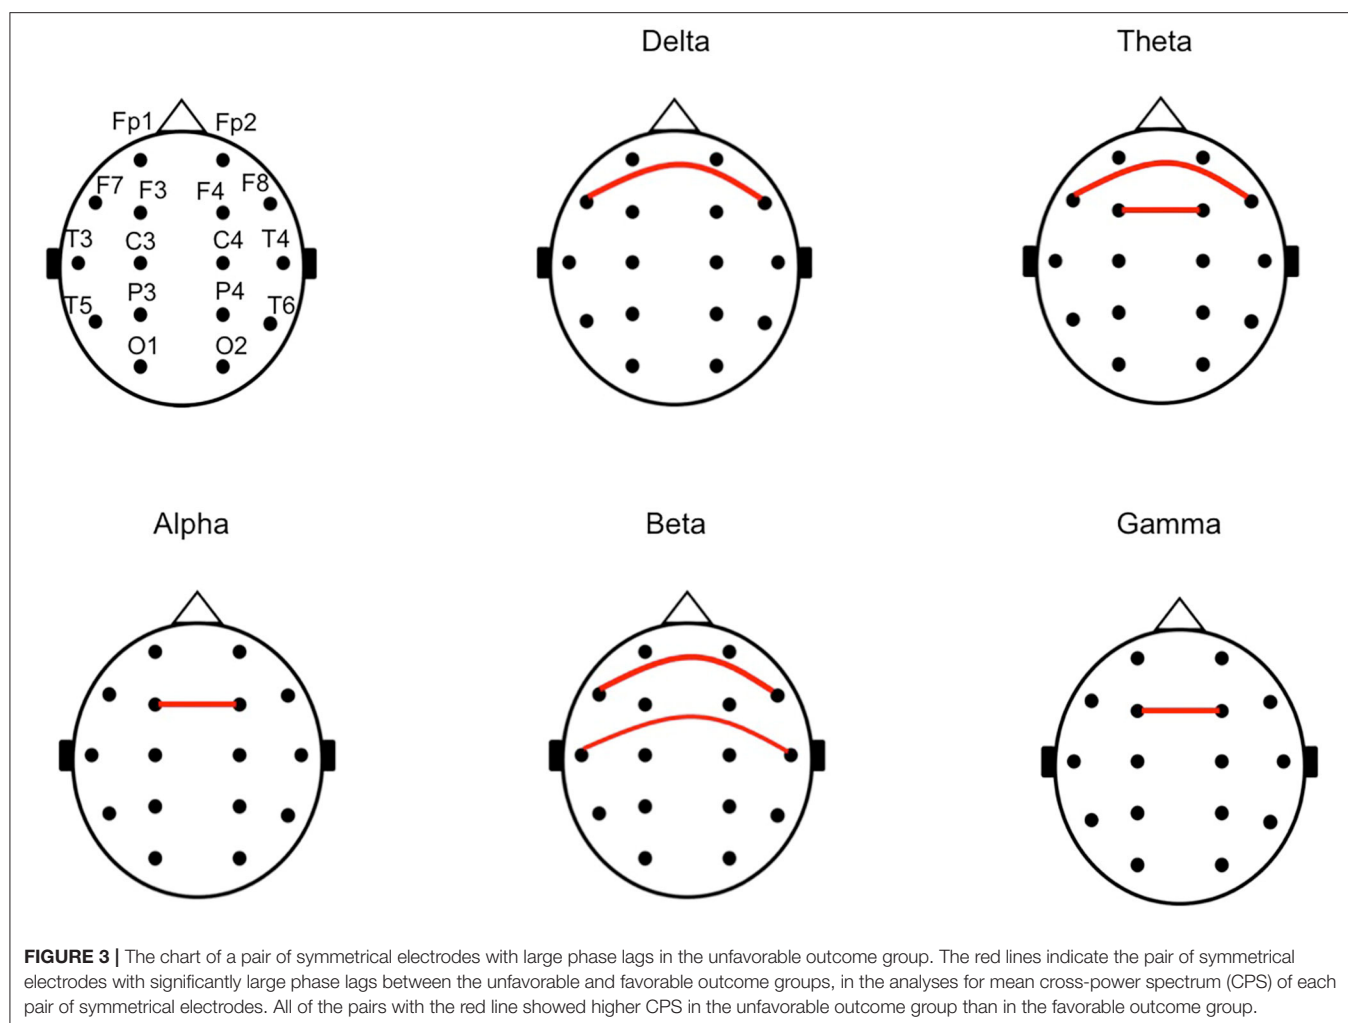 Delta
Theta
Fp1 Fp2
F7 F3 F4 F8
T3 C3 C4 T4
T5 P3 P4 T6
O1 O2
Alpha
Beta
Gamma
FIGURE 3 | The chart of a pair of symmetrical electrodes with large phase lags in the unfavorable outcome group. The red lines indicate the pair of symmetrical
electrodes with significantly large phase lags between the unfavorable and favorable outcome groups, in the analyses for mean cross-power spectrum (CPS) of each
pair of symmetrical electrodes. All of the pairs with the red line showed higher CPS in the unfavorable outcome group than in the favorable outcome group.